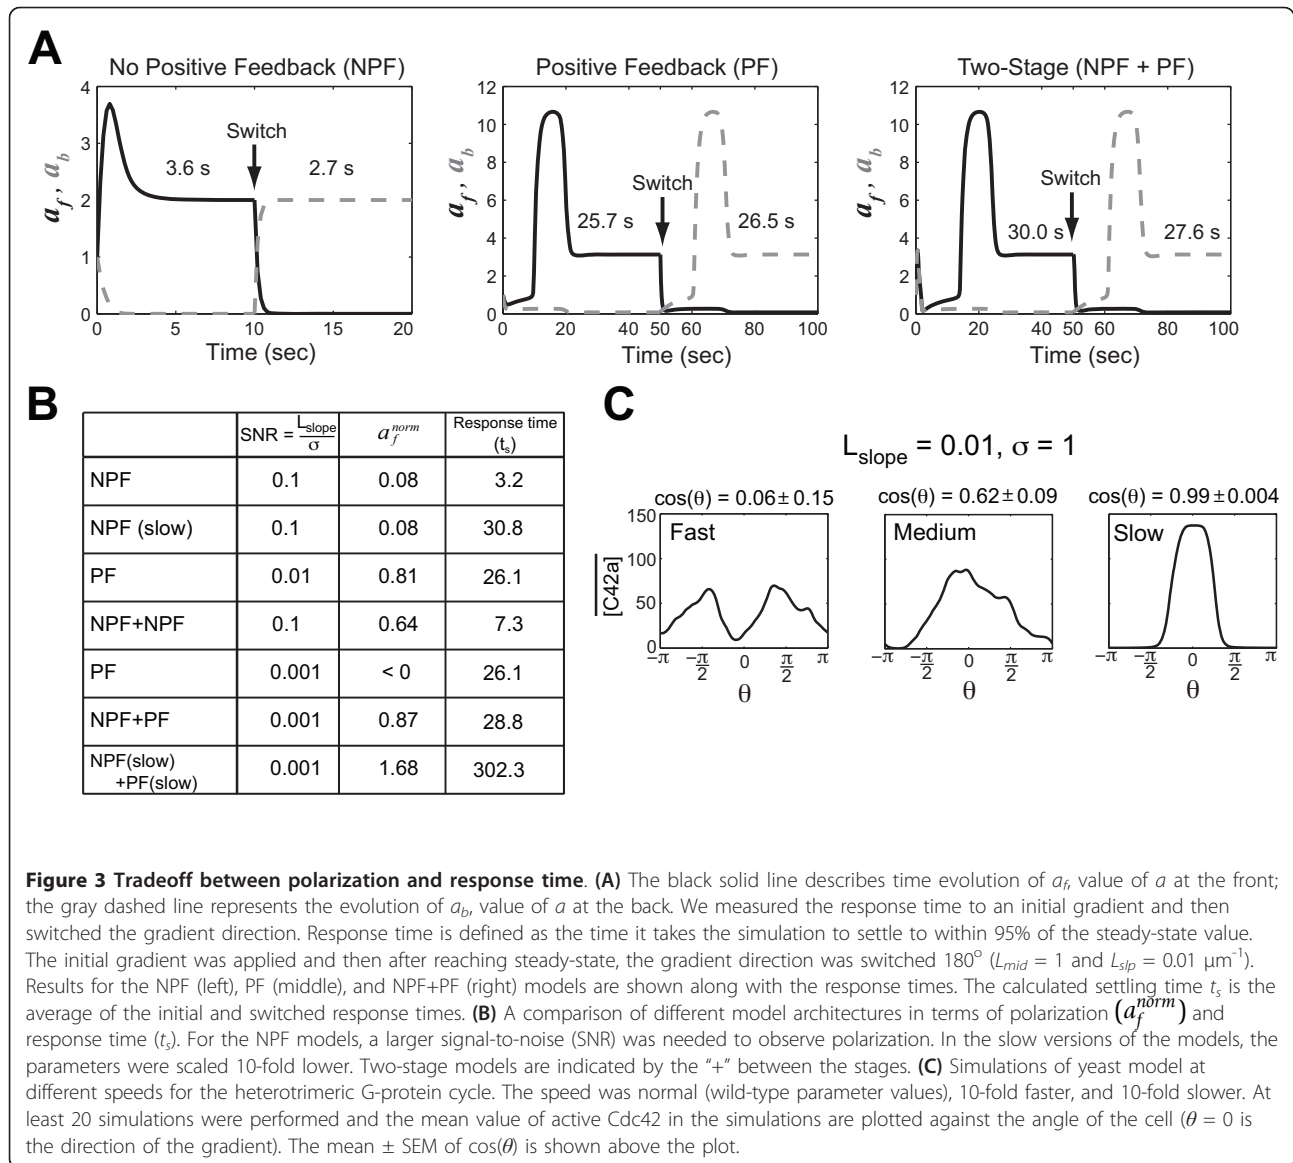 A
No Positive Feedback (NPF)
Positive Feedback (PF)
Two-Stage (NPF + PF)
4
3
2
1
0
a_f, a_b
Switch
3.6 s
2.7 s
0 5 10 15 20
Time (sec)
12
10
8
6
4
2
0
a_f, a_b
Switch
25.7 s
26.5 s
0 20 40 60 80 100
Time (sec)
12
10
8
6
4
2
0
a_f, a_b
Switch
30.0 s
27.6 s
0 20 40 50 60 80 100
Time (sec)
B
SNR = L_slope/σ a_f^norm Response time (t_s)
NPF 0.1 0.08 3.2
NPF (slow) 0.1 0.08 30.8
PF 0.01 0.81 26.1
NPF+NPF 0.1 0.64 7.3
PF 0.001 < 0 26.1
NPF+PF 0.001 0.87 28.8
NPF(slow) +PF(slow) 0.001 1.68 302.3
C
L_slope = 0.01, σ = 1
cos(θ) = 0.06 ± 0.15
cos(θ) = 0.62 ± 0.09
cos(θ) = 0.99 ± 0.004
150
100
50
0
[C42a]
Fast
Medium
Slow
−π −π/2 0 π/2 π
−π −π/2 0 π/2 π
−π −π/2 0 π/2 π
θ
θ
θ
Figure 3 Tradeoff between polarization and response time. (A) The black solid line describes time evolution of a_f, value of a at the front;
the gray dashed line represents the evolution of a_b, value of a at the back. We measured the response time to an initial gradient and then
switched the gradient direction. Response time is defined as the time it takes the simulation to settle to within 95% of the steady-state value.
The initial gradient was applied and then after reaching steady-state, the gradient direction was switched 180° (L_mid = 1 and L_slp = 0.01 μm⁻¹).
Results for the NPF (left), PF (middle), and NPF+PF (right) models are shown along with the response times. The calculated settling time t_s is the
average of the initial and switched response times. (B) A comparison of different model architectures in terms of polarization (a_f^norm) and
response time (t_s). For the NPF models, a larger signal-to-noise (SNR) was needed to observe polarization. In the slow versions of the models, the
parameters were scaled 10-fold lower. Two-stage models are indicated by the “+” between the stages. (C) Simulations of yeast model at
different speeds for the heterotrimeric G-protein cycle. The speed was normal (wild-type parameter values), 10-fold faster, and 10-fold slower. At
least 20 simulations were performed and the mean value of active Cdc42 in the simulations are plotted against the angle of the cell (θ = 0 is
the direction of the gradient). The mean ± SEM of cos(θ) is shown above the plot.